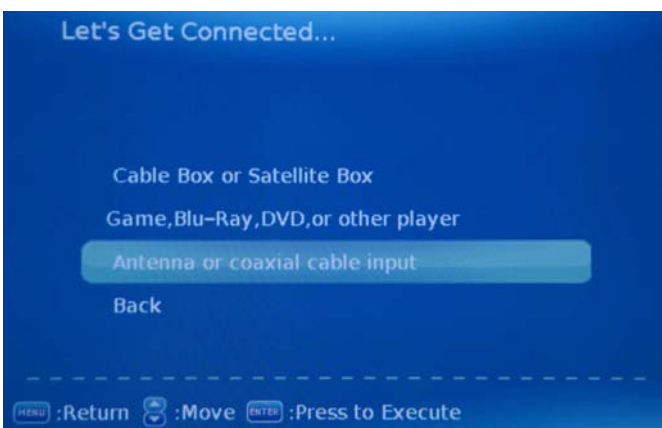 Let's Get Connected...
Cable Box or Satellite Box
Game,Blu-Ray,DVD,or other player
Antenna or coaxial cable input
Back
MENU :Return :Move ENTER :Press to Execute